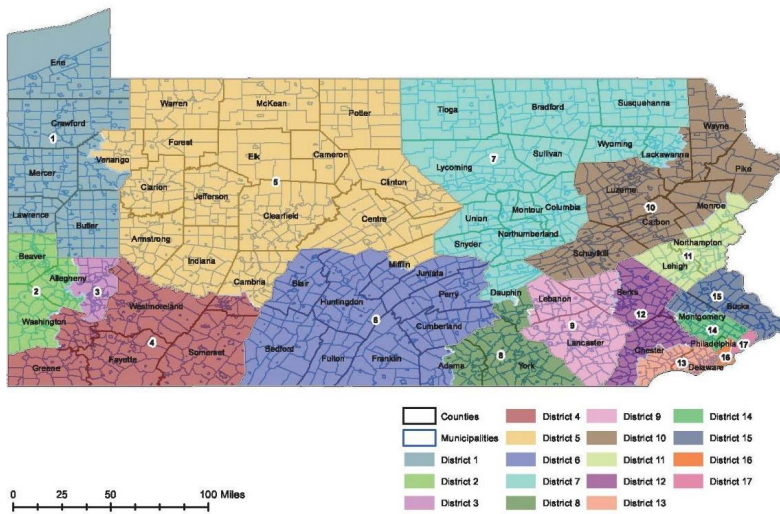 Erie
Warren
McKean
Potter
Tioga
Bradford
Susquehanna
Crawford
Wayne
1
Forest
Wyoming
Lackawanna
Venango
Elk
Cameron
Sullivan
7
Mercer
Lycoming
Pike
Clarion
Jefferson
5
Clinton
Luzerne
10
Monroe
Lawrence
Butler
Clearfield
Centre
Union
Montour
Columbia
Carbon
Armstrong
Snyder
Northumberland
Northampton
Beaver
Indiana
Mifflin
Schuylkill
11
Lehigh
Allegheny
Cambria
Blair
Juniata
2
3
Westmoreland
Huntingdon
Perry
Dauphin
Lebanon
Berks
15
Bucks
Washington
6
Cumberland
12
Montgomery
9
14
4
Bedford
Lancaster
Philadelphia
17
Greene
Fayette
Somerset
Fulton
Franklin
Adams
8
York
Chester
13
16
Delaware
Counties
District 4
District 9
District 14
Municipalities
District 5
District 10
District 15
District 1
District 6
District 11
District 16
District 2
District 7
District 12
District 17
District 3
District 8
District 13
0 25 50 100 Miles